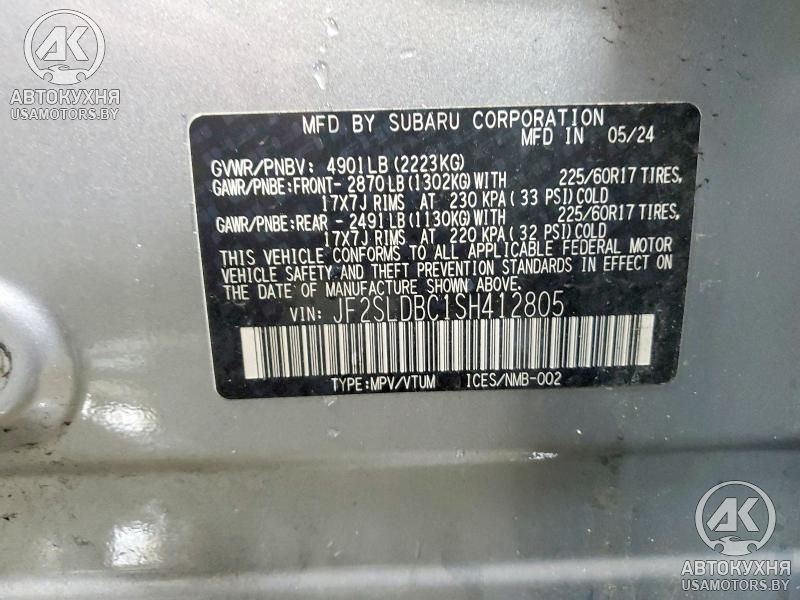 AK
АВТОКУХНЯ
USAMOTORS.BY
MFD BY SUBARU CORPORATION
MFD IN 05/24
GVWR/PNBV: 4901LB (2223KG)
GAWR/PNBE:FRONT- 2870LB(1302KG)WITH 225/60R17 TIRES,
17X7J RIMS AT 230 KPA( 33 PSI)COLD
GAWR/PNBE:REAR - 2491LB(1130KG)WITH 225/60R17 TIRES,
17X7J RIMS AT 220 KPA( 32 PSI)COLD
THIS VEHICLE CONFORMS TO ALL APPLICABLE FEDERAL MOTOR
VEHICLE SAFETY AND THEFT PREVENTION STANDARDS IN EFFECT ON
THE DATE OF MANUFACTURE SHOWN ABOVE.
VIN: JF2SLDBC1SH412805
TYPE:MPV/VTUM ICES/NMB-002
AK
АВТОКУХНЯ
USAMOTORS.BY